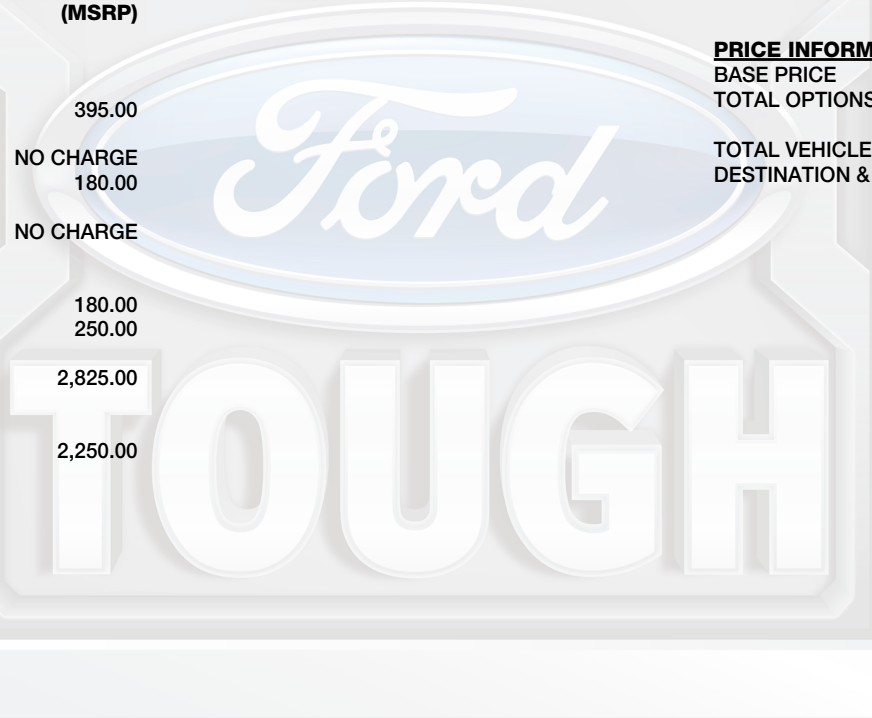 (MSRP)
395.00
NO CHARGE
180.00
NO CHARGE
180.00
250.00
2,825.00
2,250.00
PRICE INFORM
BASE PRICE
TOTAL OPTIONS
TOTAL VEHICLE
DESTINATION &
Ford
TOUGH